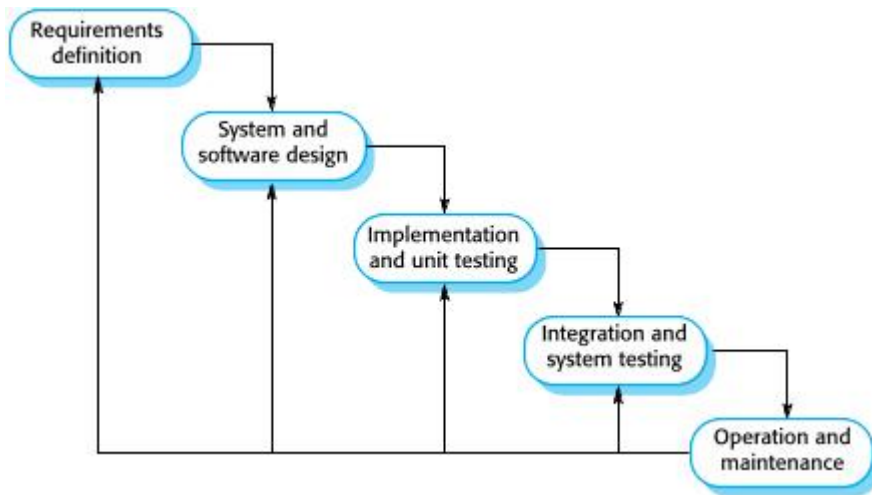 Requirements
definition
System and
software design
Implementation
and unit testing
Integration and
system testing
Operation and
maintenance